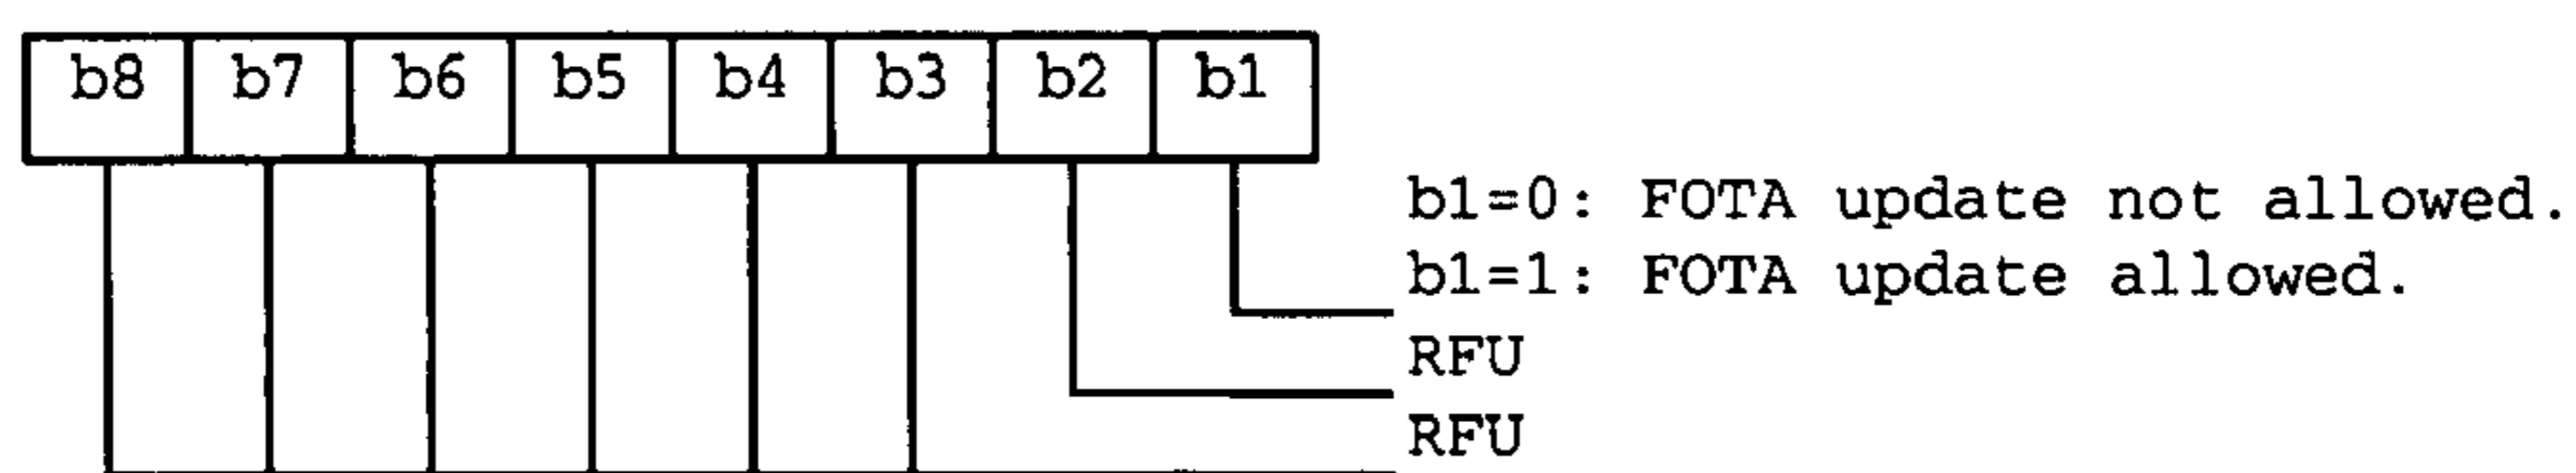 b8 b7 b6 b5 b4 b3 b2 b1
b1=0: FOTA update not allowed.
b1=1: FOTA update allowed.
RFU
RFU